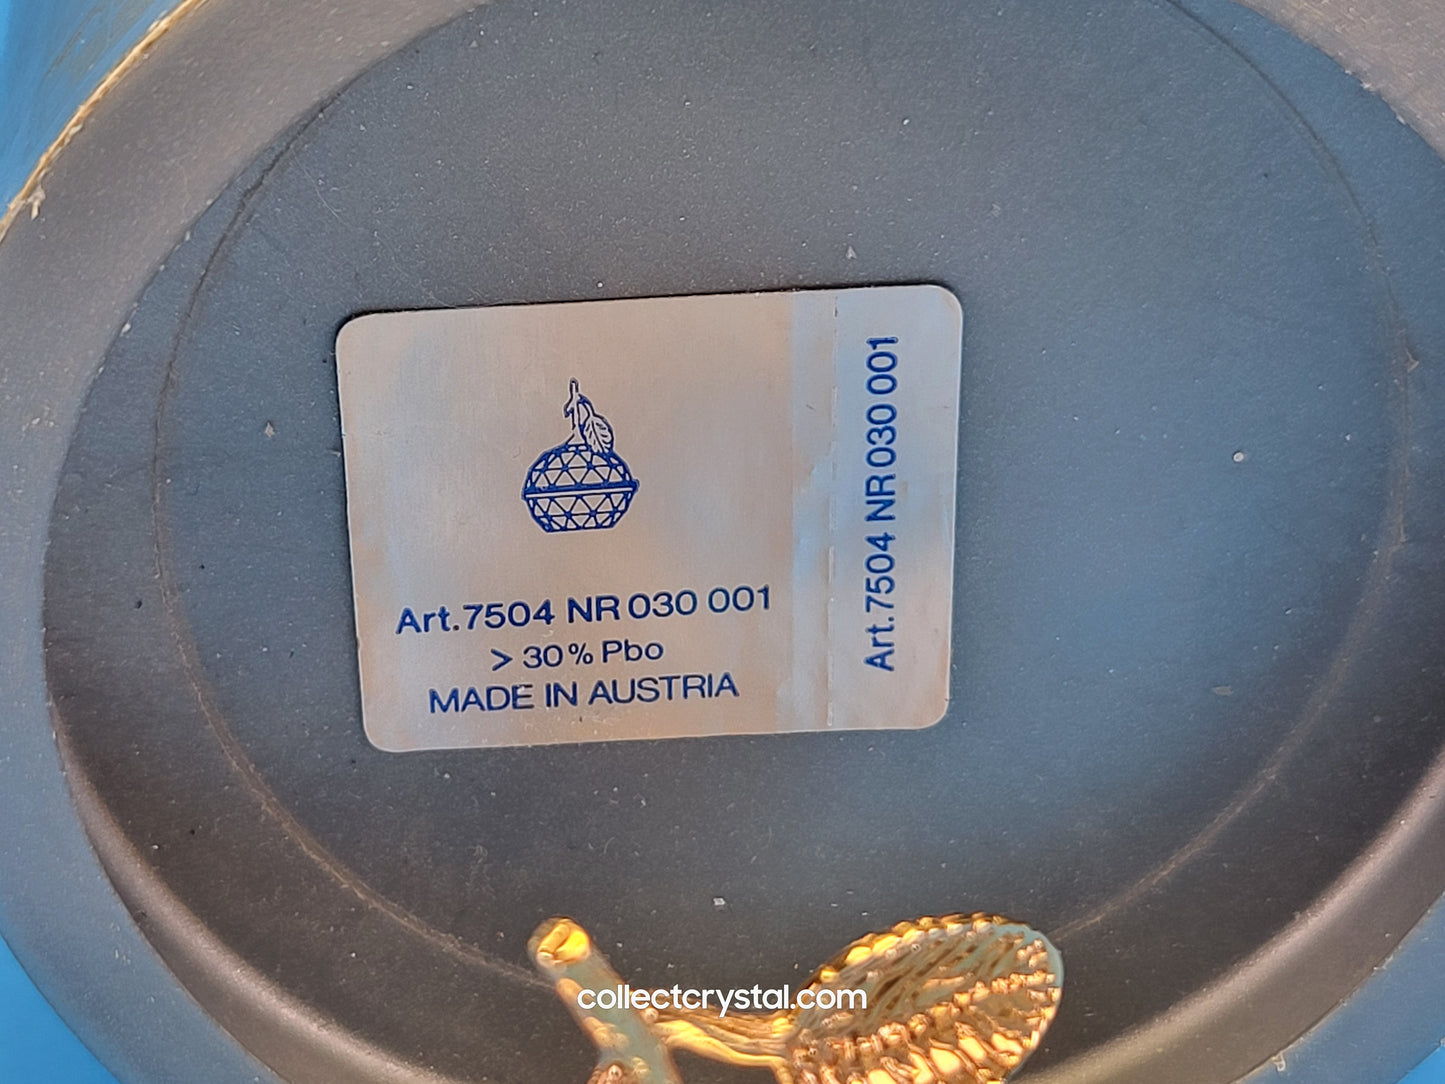 Art.7504 NR 030 001
> 30% Pbo
MADE IN AUSTRIA
Art.7504 NR 030 001
collectcrystal.com